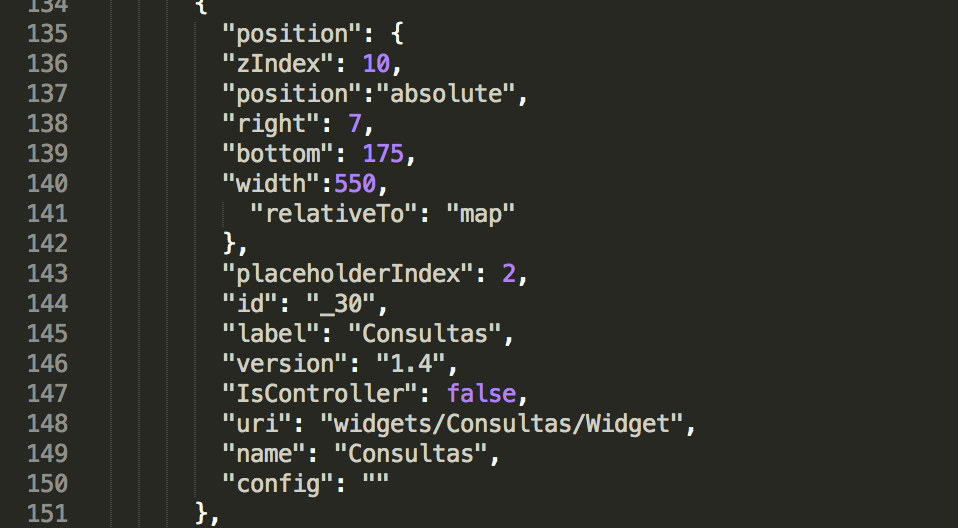 134 {
135 "position": {
136 "zIndex": 10,
137 "position":"absolute",
138 "right": 7,
139 "bottom": 175,
140 "width":550,
141 "relativeTo": "map"
142 },
143 "placeholderIndex": 2,
144 "id": "_30",
145 "label": "Consultas",
146 "version": "1.4",
147 "IsController": false,
148 "uri": "widgets/Consultas/Widget",
149 "name": "Consultas",
150 "config": ""
151 },